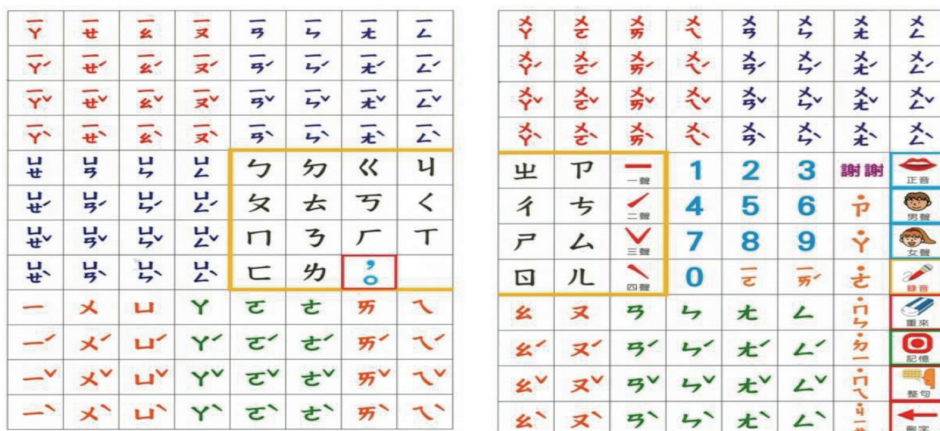 ㄧㄚ ㄧㄝ ㄧㄠ ㄧㄡ ㄧㄢ ㄧㄣ ㄧㄤ ㄧㄥ
ㄧㄚˊ ㄧㄝˊ ㄧㄠˊ ㄧㄡˊ ㄧㄢˊ ㄧㄣˊ ㄧㄤˊ ㄧㄥˊ
ㄧㄚˇ ㄧㄝˇ ㄧㄠˇ ㄧㄡˇ ㄧㄢˇ ㄧㄣˇ ㄧㄤˇ ㄧㄥˇ
ㄧㄚˋ ㄧㄝˋ ㄧㄠˋ ㄧㄡˋ ㄧㄢˋ ㄧㄣˋ ㄧㄤˋ ㄧㄥˋ
ㄩㄝ ㄩㄢ ㄩㄣ ㄩㄥ ㄅ ㄉ ㄍ ㄐ
ㄩㄝˊ ㄩㄢˊ ㄩㄣˊ ㄩㄥˊ ㄆ ㄊ ㄎ ㄑ
ㄩㄝˇ ㄩㄢˇ ㄩㄣˇ ㄩㄥˇ ㄇ ㄋ ㄏ ㄒ
ㄩㄝˋ ㄩㄢˋ ㄩㄣˋ ㄩㄥˋ ㄈ ㄌ ，。
ㄧ ㄨ ㄩ ㄚ ㄛ ㄜ ㄞ ㄟ
ㄧˊ ㄨˊ ㄩˊ ㄚˊ ㄛˊ ㄜˊ ㄞˊ ㄟˊ
ㄧˇ ㄨˇ ㄩˇ ㄚˇ ㄛˇ ㄜˇ ㄞˇ ㄟˇ
ㄧˋ ㄨˋ ㄩˋ ㄚˋ ㄛˋ ㄜˋ ㄞˋ ㄟˋ
ㄨㄚ ㄨㄛ ㄨㄞ ㄨㄟ ㄨㄢ ㄨㄣ ㄨㄤ ㄨㄥ
ㄨㄚˊ ㄨㄛˊ ㄨㄞˊ ㄨㄟˊ ㄨㄢˊ ㄨㄣˊ ㄨㄤˊ ㄨㄥˊ
ㄨㄚˇ ㄨㄛˇ ㄨㄞˇ ㄨㄟˇ ㄨㄢˇ ㄨㄣˇ ㄨㄤˇ ㄨㄥˇ
ㄨㄚˋ ㄨㄛˋ ㄨㄞˋ ㄨㄟˋ ㄨㄢˋ ㄨㄣˋ ㄨㄤˋ ㄨㄥˋ
ㄓ ㄗ 一聲 1 2 3 謝謝 正音
ㄔ ㄘ 二聲 4 5 6 ˙ㄗ 男聲
ㄕ ㄙ 三聲 7 8 9 ˙ㄚ 女聲
ㄖ ㄦ 四聲 0 ㄧㄛ ㄧㄞˊ ˙ㄜ 錄音
ㄠ ㄡ ㄢ ㄣ ㄤ ㄥ ˙ㄇㄣ 重來
ㄠˊ ㄡˊ ㄢˊ ㄣˊ ㄤˊ ㄥˊ ˙ㄉㄧ 記憶
ㄠˇ ㄡˇ ㄢˇ ㄣˇ ㄤˇ ㄥˇ ˙ㄇㄟ 整句
ㄠˋ ㄡˋ ㄢˋ ㄣˋ ㄤˋ ㄥˋ ˙ㄐㄧㄝ 刪字